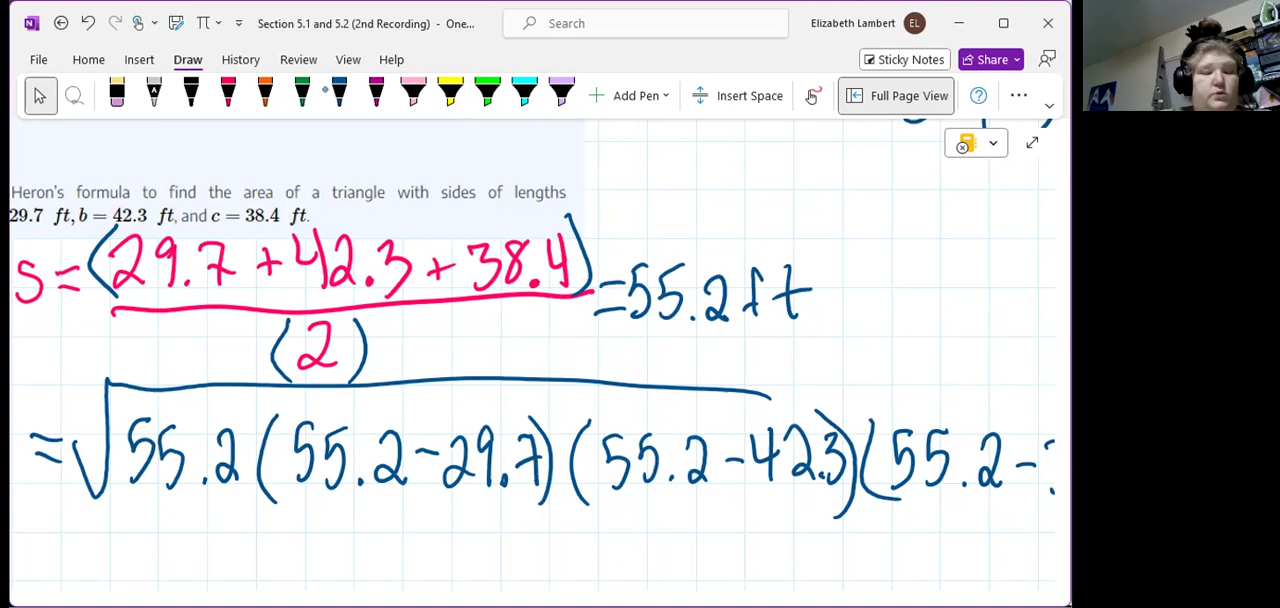 Section 5.1 and 5.2 (2nd Recording) - One...
Search
Elizabeth Lambert EL
File Home Insert Draw History Review View Help
Sticky Notes Share
Add Pen Insert Space Full Page View
Heron's formula to find the area of a triangle with sides of lengths
29.7 ft, b = 42.3 ft, and c = 38.4 ft.
s = (29.7 + 42.3 + 38.4) = 55.2 ft
(2)
= √55.2(55.2-29.7)(55.2-42.3)(55.2-